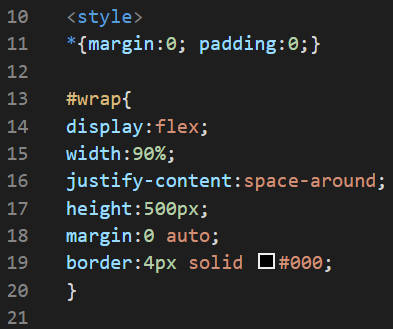 10 <style>
11 *{margin:0; padding:0;}
12
13 #wrap{
14 display:flex;
15 width:90%;
16 justify-content:space-around;
17 height:500px;
18 margin:0 auto;
19 border:4px solid #000;
20 }
21